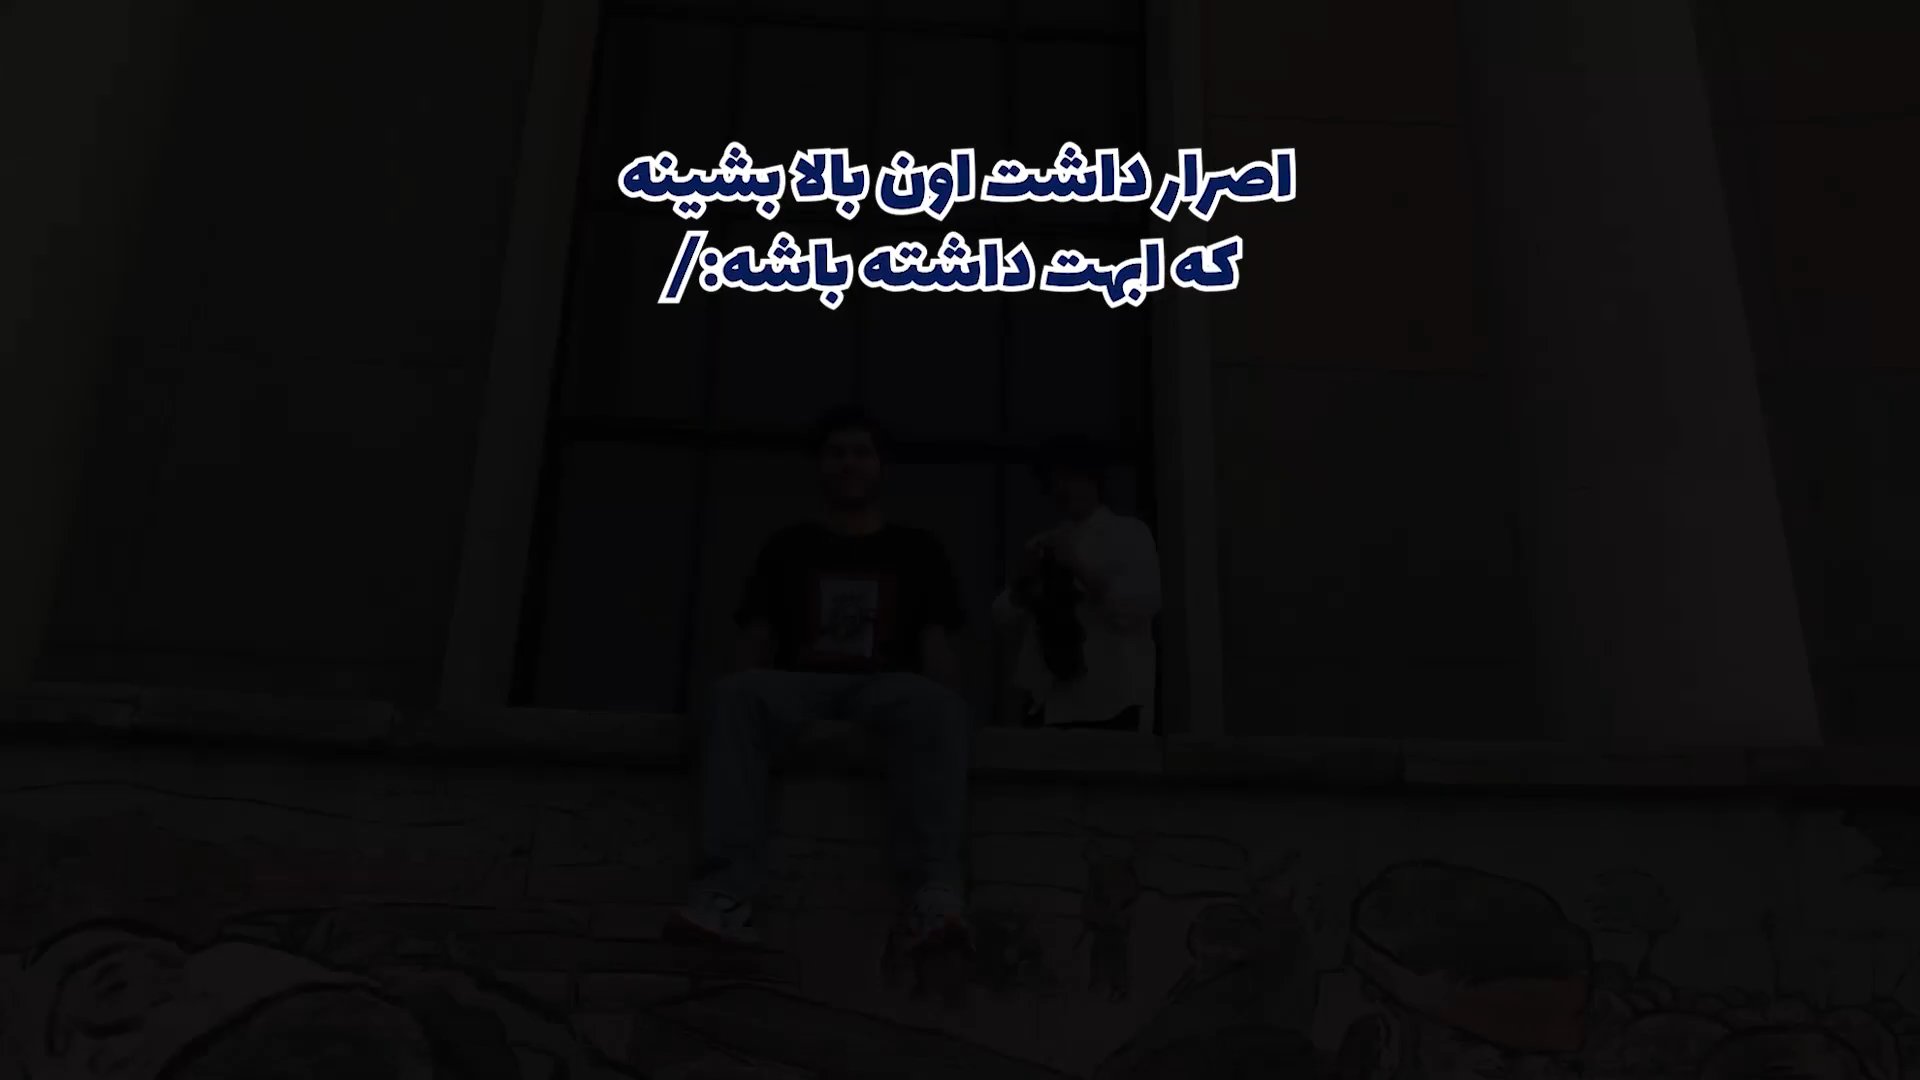 اصرار داشت اون بالا بشینه
که ابهت داشته باشه:/